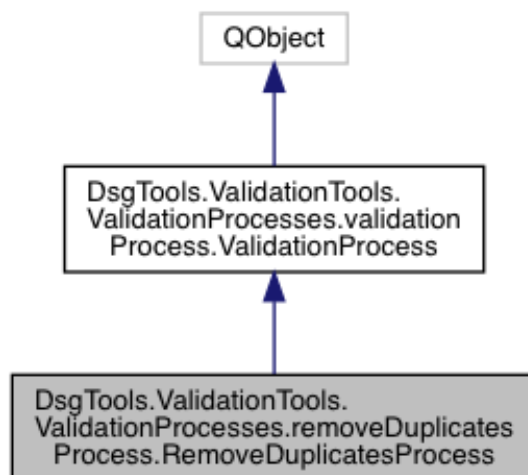 QObject
DsgTools.ValidationTools.
ValidationProcesses.validation
Process.ValidationProcess
DsgTools.ValidationTools.
ValidationProcesses.removeDuplicates
Process.RemoveDuplicatesProcess